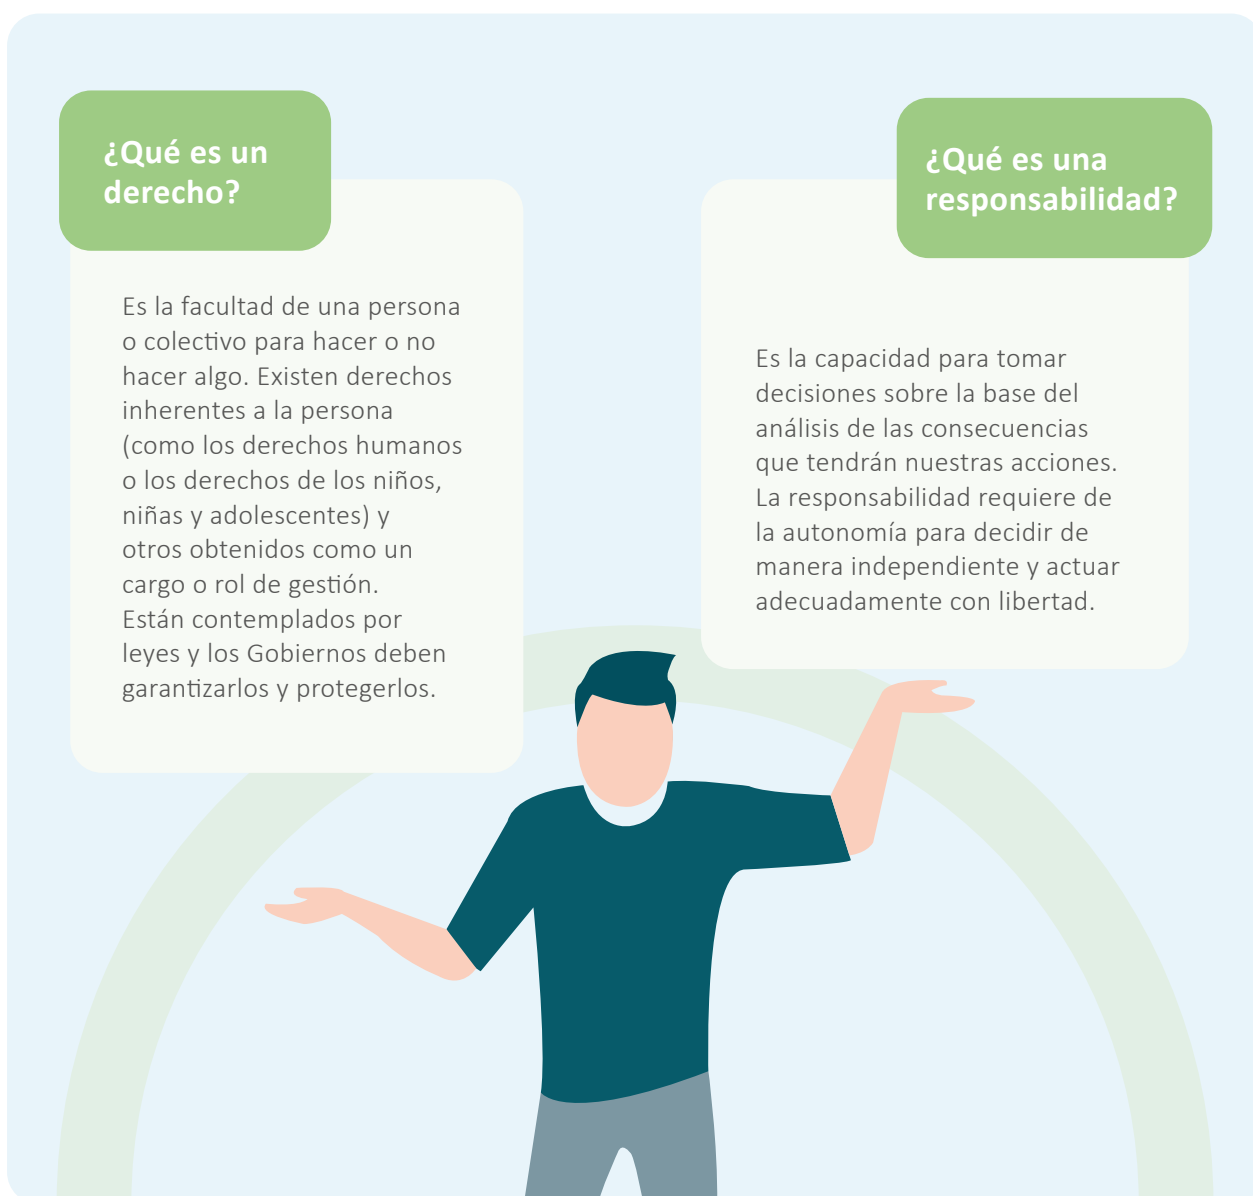 ¿Qué es un
derecho?
Es la facultad de una persona
o colectivo para hacer o no
hacer algo. Existen derechos
inherentes a la persona
(como los derechos humanos
o los derechos de los niños,
niñas y adolescentes) y
otros obtenidos como un
cargo o rol de gestión.
Están contemplados por
leyes y los Gobiernos deben
garantizarlos y protegerlos.
¿Qué es una
responsabilidad?
Es la capacidad para tomar
decisiones sobre la base del
análisis de las consecuencias
que tendrán nuestras acciones.
La responsabilidad requiere de
la autonomía para decidir de
manera independiente y actuar
adecuadamente con libertad.